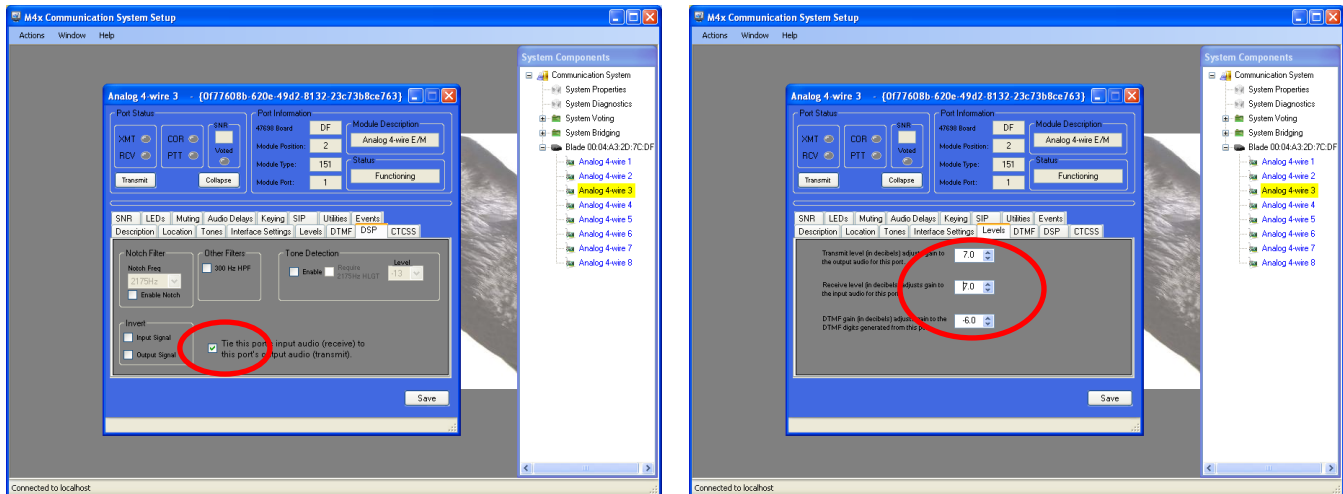 M4x Communication System Setup
Actions Window Help
System Components
Communication System
System Properties
System Diagnostics
System Voting
System Bridging
Blade 00:04:A3:2D:7C:DF
Analog 4-wire 1
Analog 4-wire 2
Analog 4-wire 3
Analog 4-wire 4
Analog 4-wire 5
Analog 4-wire 6
Analog 4-wire 7
Analog 4-wire 8
Analog 4-wire 3 - {0f77608b-620e-49d2-8132-23c73b8ce763}
Port Status
XMT COR SNR
RCV PTT Voted
Transmit Collapse
Port Information
47690 Board DF
Module Position: 2
Module Type: 151
Module Port: 1
Module Description
Analog 4-wire E/M
Status
Functioning
SNR LEDs Muting Audio Delays Keying SIP Utilities Events
Description Location Tones Interface Settings Levels DTMF DSP CTCSS
Notch Filter
Notch Freq
2175Hz
Enable Notch
Other Filters
300 Hz HPF
Tone Detection
Enable Require 2175Hz HLGT
Level
-13
Invert
Input Signal
Output Signal
Tie this port's input audio (receive) to
this port's output audio (transmit).
Save
Connected to localhost
M4x Communication System Setup
Actions Window Help
System Components
Communication System
System Properties
System Diagnostics
System Voting
System Bridging
Blade 00:04:A3:2D:7C:DF
Analog 4-wire 1
Analog 4-wire 2
Analog 4-wire 3
Analog 4-wire 4
Analog 4-wire 5
Analog 4-wire 6
Analog 4-wire 7
Analog 4-wire 8
Analog 4-wire 3 - {0f77608b-620e-49d2-8132-23c73b8ce763}
Port Status
XMT COR SNR
RCV PTT Voted
Transmit Collapse
Port Information
47690 Board DF
Module Position: 2
Module Type: 151
Module Port: 1
Module Description
Analog 4-wire E/M
Status
Functioning
SNR LEDs Muting Audio Delays Keying SIP Utilities Events
Description Location Tones Interface Settings Levels DTMF DSP CTCSS
Transmit level (in decibels) adjusts gain to
the output audio for this port.
7.0
Receive level (in decibels) adjusts gain to
the input audio for this port.
7.0
DTMF gain (in decibels) adjusts gain to the
DTMF digits generated from this port.
-6.0
Save
Connected to localhost